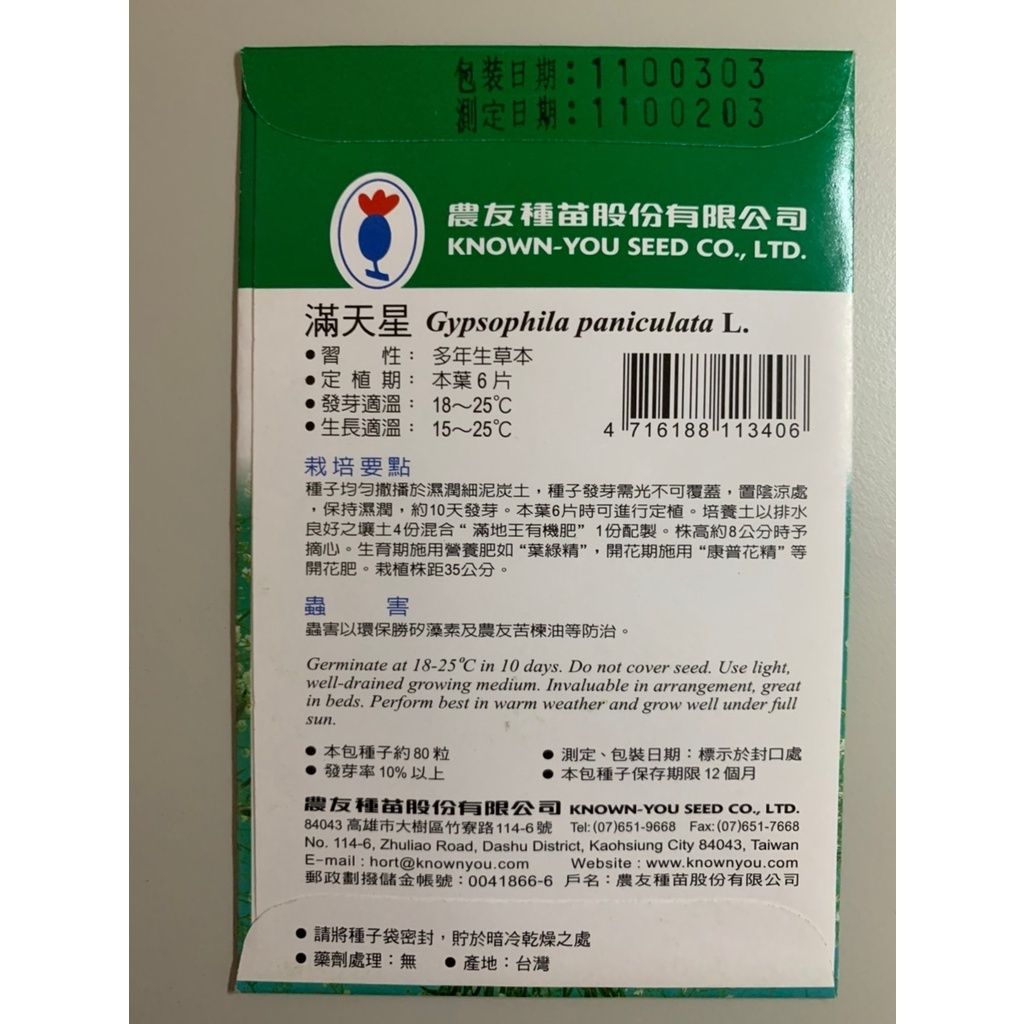 包裝日期：1100303
測定日期：1100203
農友種苗股份有限公司
KNOWN-YOU SEED CO., LTD.
滿天星 Gypsophila paniculata L.
●習　性：多年生草本
●定植期：本葉6片
●發芽適溫：18～25℃
●生長適溫：15～25℃
4 716188 113406
栽培要點
種子均勻撒播於濕潤細泥炭土，種子發芽需光不可覆蓋，置陰涼處
，保持濕潤，約10天發芽。本葉6片時可進行定植。培養土以排水
良好之壤土4份混合“滿地王有機肥” 1份配製。株高約8公分時予
摘心。生育期施用營養肥如“葉綠精”，開花期施用“康普花精”等
開花肥。栽植株距35公分。
蟲　害
蟲害以環保勝矽藻素及農友苦楝油等防治。
Germinate at 18-25℃ in 10 days. Do not cover seed. Use light,
well-drained growing medium. Invaluable in arrangement, great
in beds. Perform best in warm weather and grow well under full
sun.
●本包種子約80粒
●發芽率10%以上
●測定、包裝日期：標示於封口處
●本包種子保存期限12個月
農友種苗股份有限公司 KNOWN-YOU SEED CO., LTD.
84043 高雄市大樹區竹寮路114-6號 Tel:(07)651-9668 Fax:(07)651-7668
No. 114-6, Zhuliao Road, Dashu District, Kaohsiung City 84043, Taiwan
E-mail : hort@knownyou.com Website : www.knownyou.com
郵政劃撥儲金帳號：0041866-6 戶名：農友種苗股份有限公司
●請將種子袋密封，貯於暗冷乾燥之處
●藥劑處理：無 ●產地：台灣